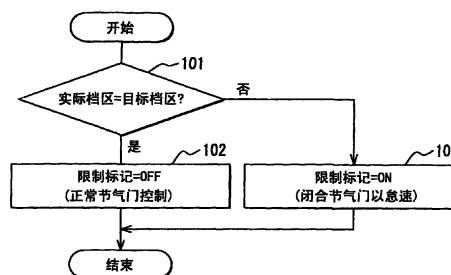 开始
101
实际档区=目标档区?
否
是
102
限制标记=OFF
(正常节气门控制)
10
限制标记=ON
(闭合节气门以怠速)
结束